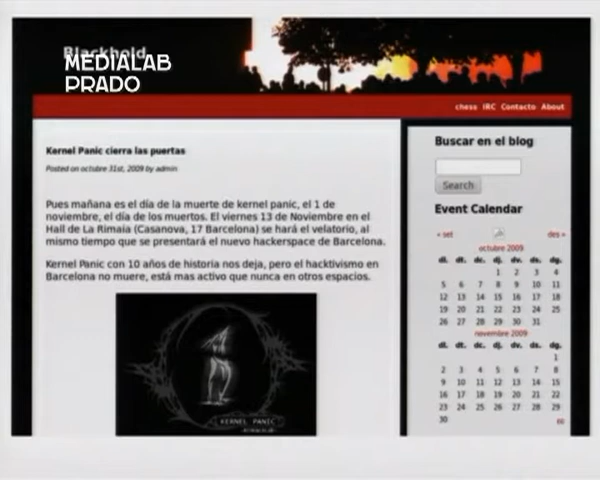 Blackhold
MEDIALAB
PRADO
chess IRC Contacto About
Kernel Panic cierra las puertas
Posted on octubre 31st, 2009 by admin
Pues mañana es el día de la muerte de kernel panic, el 1 de
noviembre, el día de los muertos. El viernes 13 de Noviembre en el
Hall de La Rimaia (Casanova, 17 Barcelona) se hará el velatorio, al
mismo tiempo que se presentará el nuevo hackerspace de Barcelona.
Kernel Panic con 10 años de historia nos deja, pero el hacktivismo en
Barcelona no muere, está mas activo que nunca en otros espacios.
KERNEL PANIC
Buscar en el blog
Search
Event Calendar
« set des »
octubre 2009
dl. dt. dc. dj. dv. ds. dg.
1 2 3 4
5 6 7 8 9 10 11
12 13 14 15 16 17 18
19 20 21 22 23 24 25
26 27 28 29 30 31
noviembre 2009
dl. dt. dc. dj. dv. ds. dg.
1
2 3 4 5 6 7 8
9 10 11 12 13 14 15
16 17 18 19 20 21 22
23 24 25 26 27 28 29
30